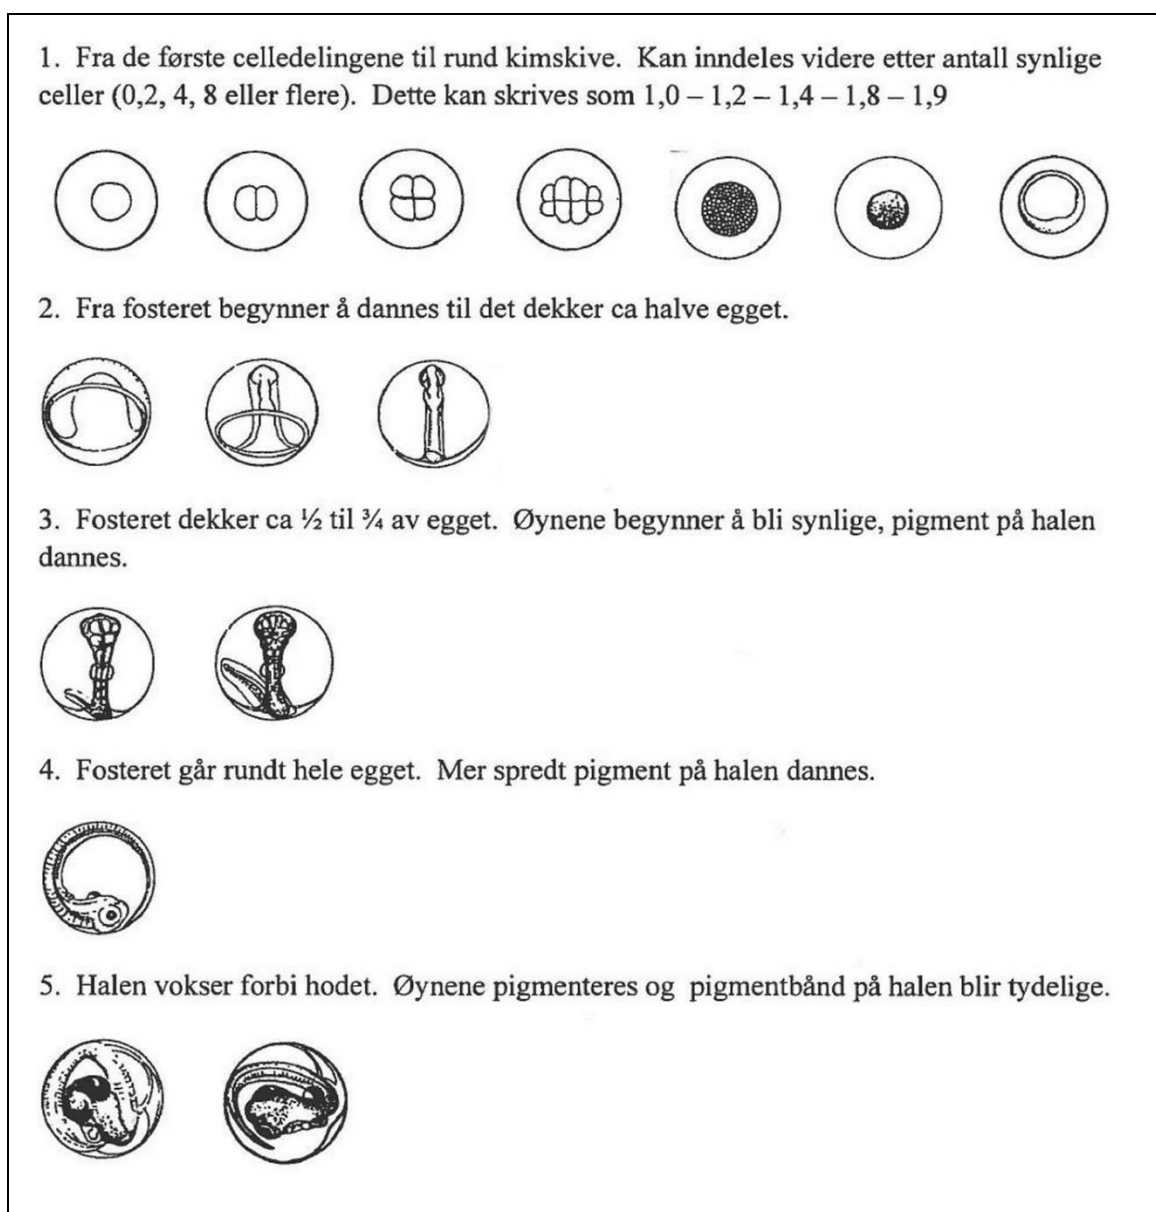 1. Fra de første celledelingene til rund kimskive. Kan inndeles videre etter antall synlige
celler (0,2, 4, 8 eller flere). Dette kan skrives som 1,0 – 1,2 – 1,4 – 1,8 – 1,9
2. Fra fosteret begynner å dannes til det dekker ca halve egget.
3. Fosteret dekker ca ½ til ¾ av egget. Øynene begynner å bli synlige, pigment på halen
dannes.
4. Fosteret går rundt hele egget. Mer spredt pigment på halen dannes.
5. Halen vokser forbi hodet. Øynene pigmenteres og pigmentbånd på halen blir tydelige.